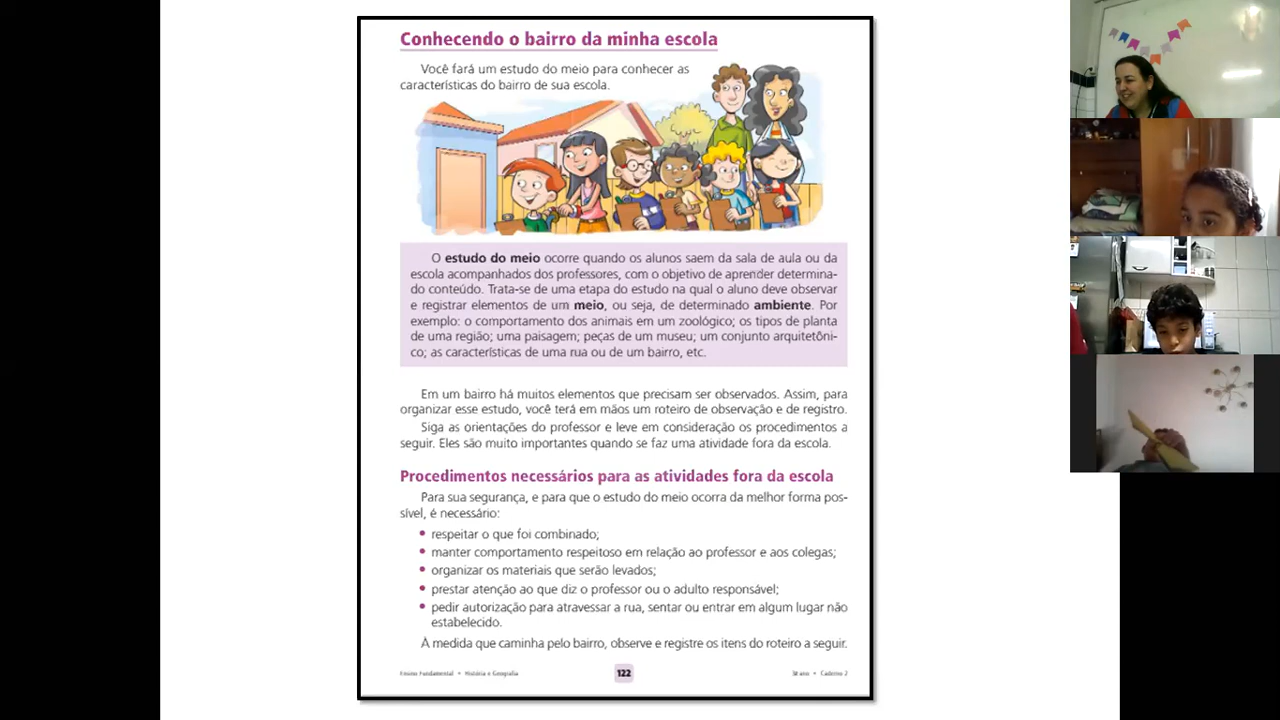 Conhecendo o bairro da minha escola
Você fará um estudo do meio para conhecer as
características do bairro de sua escola.
O estudo do meio ocorre quando os alunos saem da sala de aula ou da
escola acompanhados dos professores, com o objetivo de aprender determina-
do conteúdo. Trata-se de uma etapa do estudo na qual o aluno deve observar
e registrar elementos de um meio, ou seja, de determinado ambiente. Por
exemplo: o comportamento dos animais em um zoológico; os tipos de planta
de uma região; uma paisagem; peças de um museu; um conjunto arquitetôni-
co; as características de uma rua ou de um bairro, etc.
Em um bairro há muitos elementos que precisam ser observados. Assim, para
organizar esse estudo, você terá em mãos um roteiro de observação e de registro.
Siga as orientações do professor e leve em consideração os procedimentos a
seguir. Eles são muito importantes quando se faz uma atividade fora da escola.
Procedimentos necessários para as atividades fora da escola
Para sua segurança, e para que o estudo do meio ocorra da melhor forma pos-
sível, é necessário:
• respeitar o que foi combinado;
• manter comportamento respeitoso em relação ao professor e aos colegas;
• organizar os materiais que serão levados;
• prestar atenção ao que diz o professor ou o adulto responsável;
• pedir autorização para atravessar a rua, sentar ou entrar em algum lugar não
estabelecido.
À medida que caminha pelo bairro, observe e registre os itens do roteiro a seguir.
Ensino Fundamental • História e Geografia 122 3º ano • Caderno 2